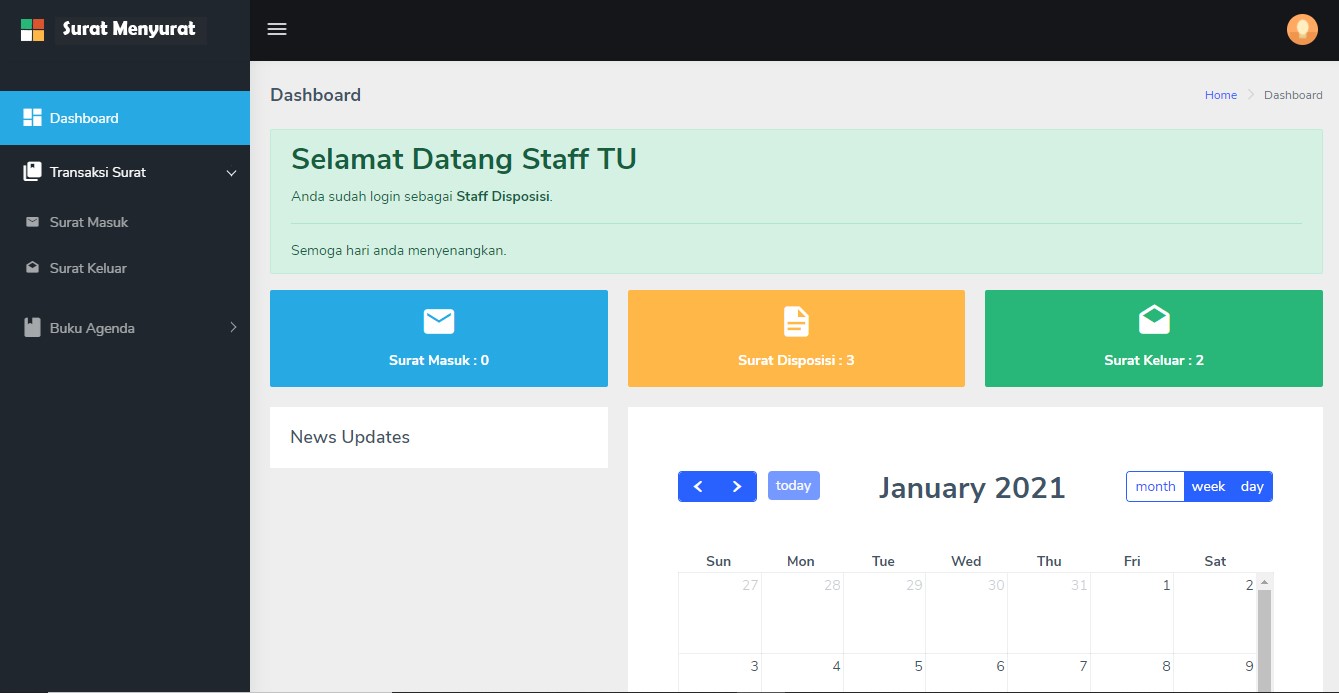 Surat Menyurat
Dashboard
Transaksi Surat
Surat Masuk
Surat Keluar
Buku Agenda
Dashboard
Home Dashboard
Selamat Datang Staff TU
Anda sudah login sebagai Staff Disposisi.
Semoga hari anda menyenangkan.
Surat Masuk : 0
Surat Disposisi : 3
Surat Keluar : 2
News Updates
today
January 2021
month week day
Sun Mon Tue Wed Thu Fri Sat
27 28 29 30 31 1 2
3 4 5 6 7 8 9